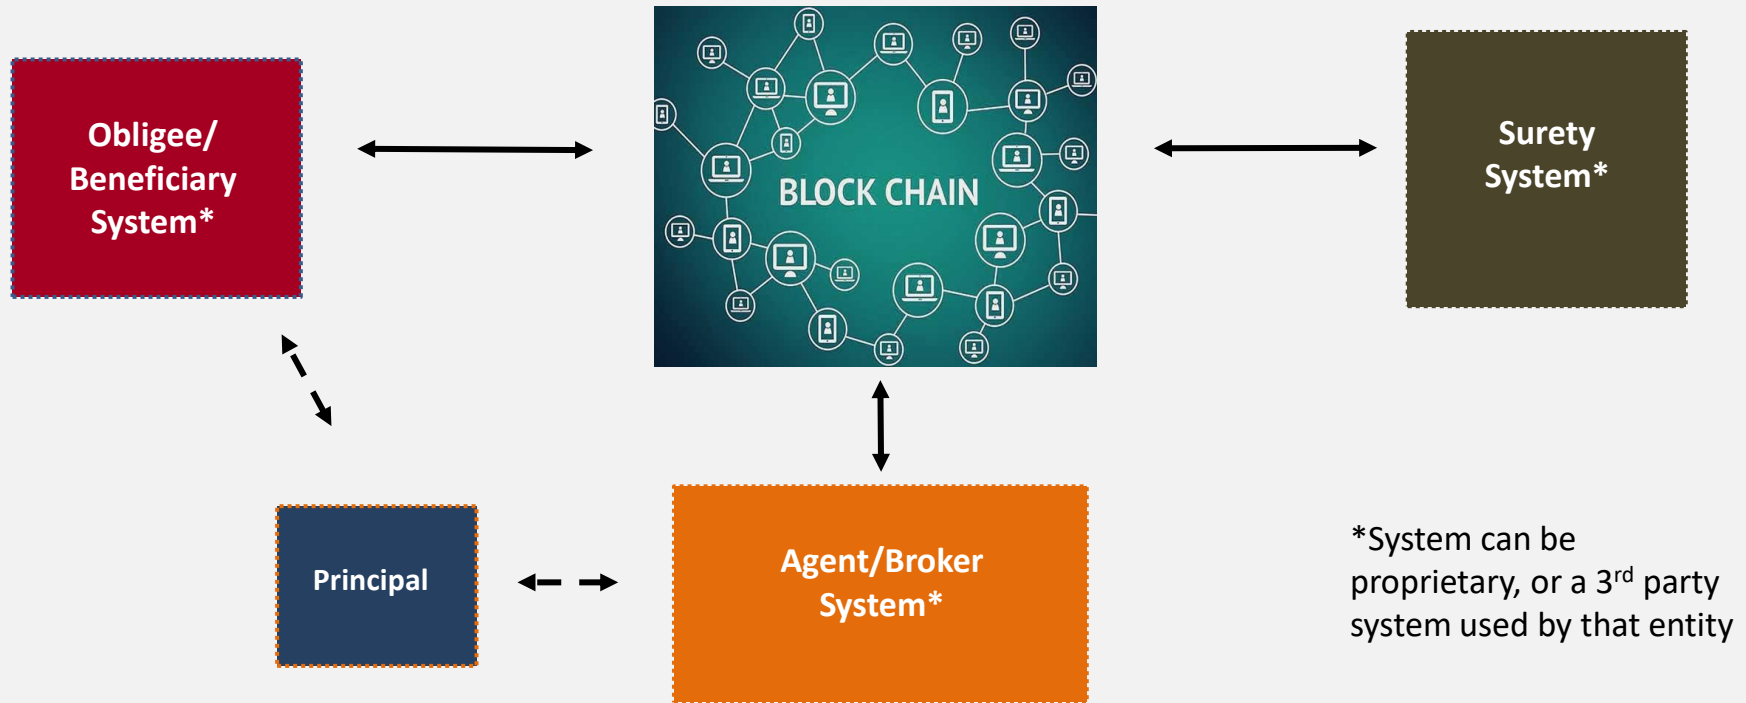 Obligee/
Beneficiary
System*
BLOCK CHAIN
Surety
System*
Principal
Agent/Broker
System*
*System can be
proprietary, or a 3rd party
system used by that entity